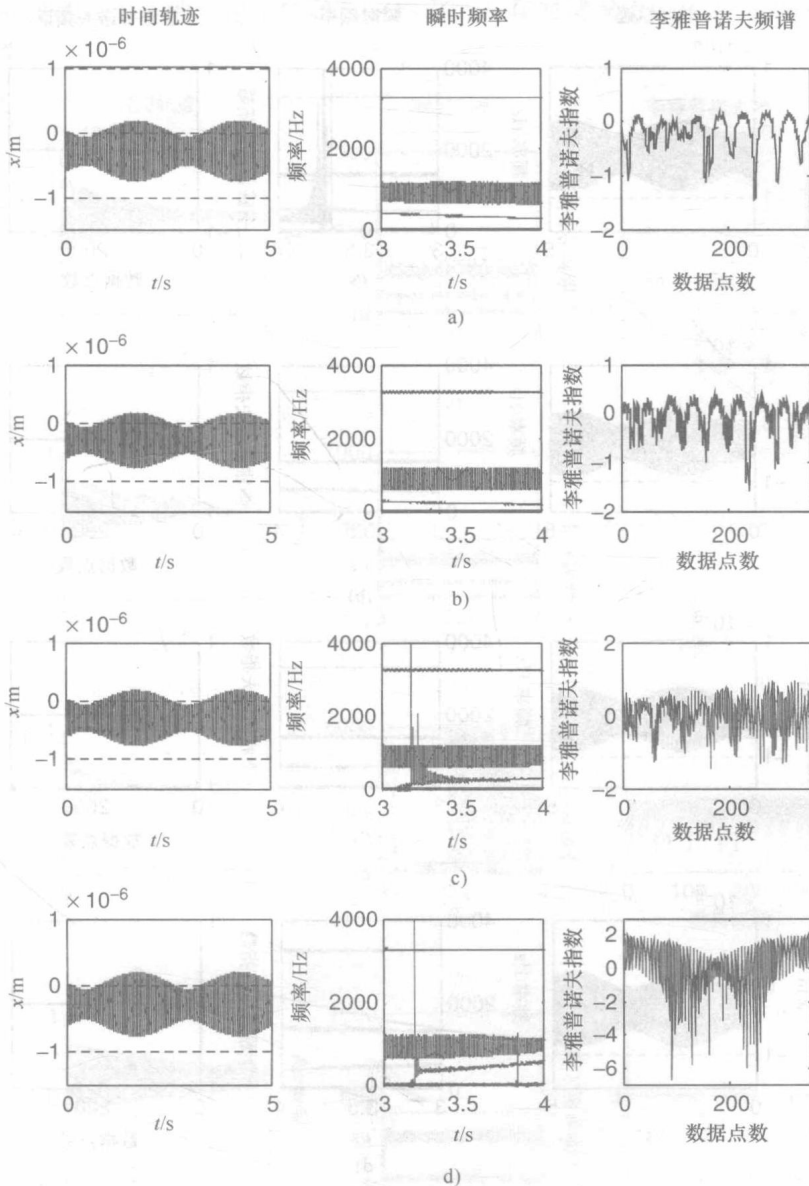 时间轨迹 瞬时频率 李雅普诺夫频谱
× 10⁻⁶
x/m
1
0
−1
0 5
t/s
频率/Hz
4000
2000
0
3 3.5 4
t/s
李雅普诺夫指数
1
0
−1
−2
0 200
数据点数
a)
× 10⁻⁶
x/m
1
0
−1
0 5
t/s
频率/Hz
4000
2000
0
3 3.5 4
t/s
李雅普诺夫指数
1
0
−1
−2
0 200
数据点数
b)
× 10⁻⁶
x/m
1
0
−1
0 5
t/s
频率/Hz
4000
2000
0
3 3.5 4
t/s
李雅普诺夫指数
2
0
−2
0 200
数据点数
c)
× 10⁻⁶
x/m
1
0
−1
0 5
t/s
频率/Hz
4000
2000
0
3 3.5 4
t/s
李雅普诺夫指数
2
0
−2
−4
−6
0 200
数据点数
d)